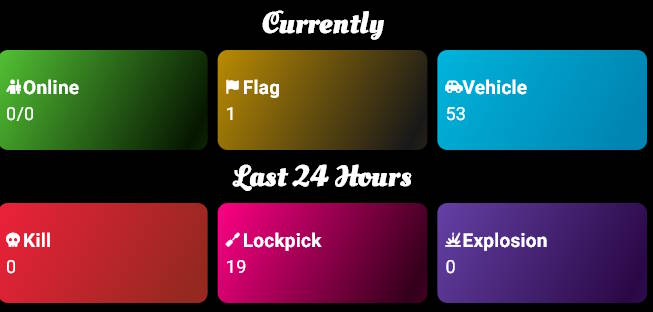 Currently
Online
0/0
Flag
1
Vehicle
53
Last 24 Hours
Kill
0
Lockpick
19
Explosion
0